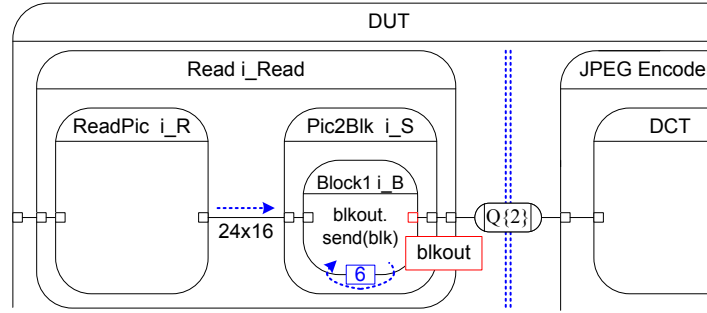 DUT
Read i_Read
JPEG Encode
ReadPic i_R
Pic2Blk i_S
DCT
Block1 i_B
blkout.
send(blk)
Q{2}
24x16
blkout
6